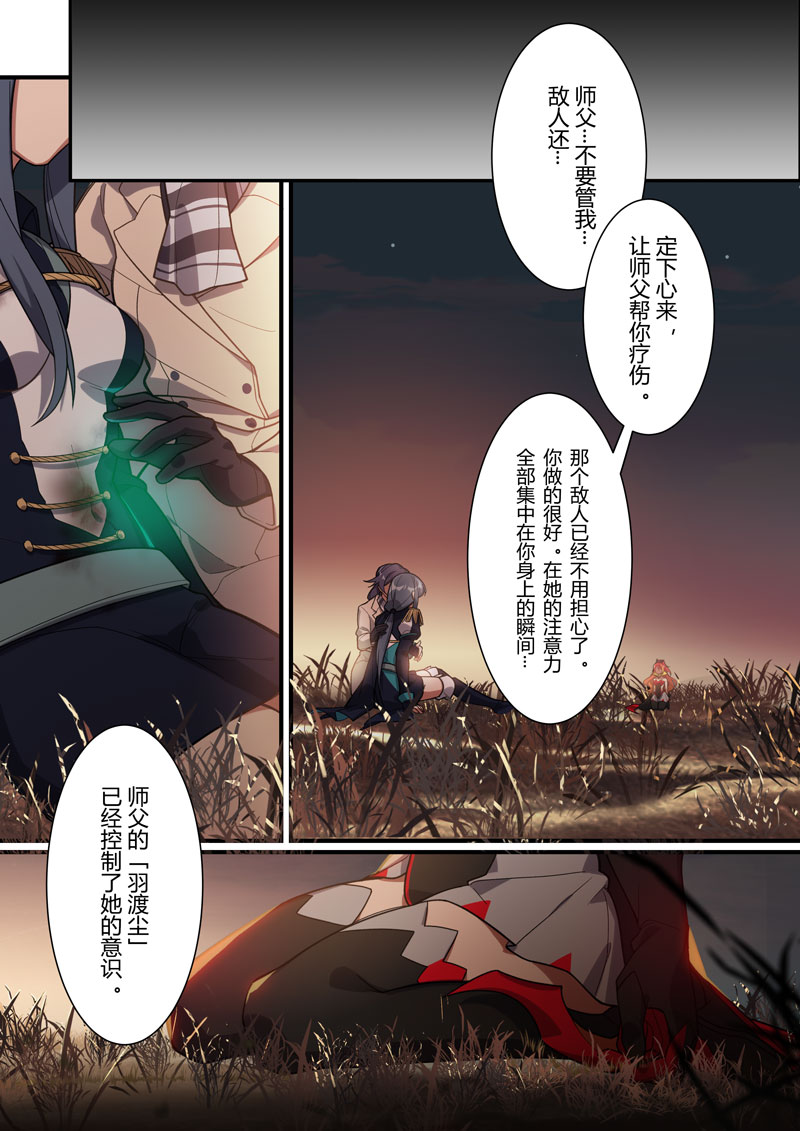 师父…不要管我…
敌人还…
定下心来，
让师父帮你疗伤。
那个敌人已经不用担心了。
你做的很好。在她的注意力
全部集中在你身上的瞬间…
师父的「羽渡尘」
已经控制了她的意识。